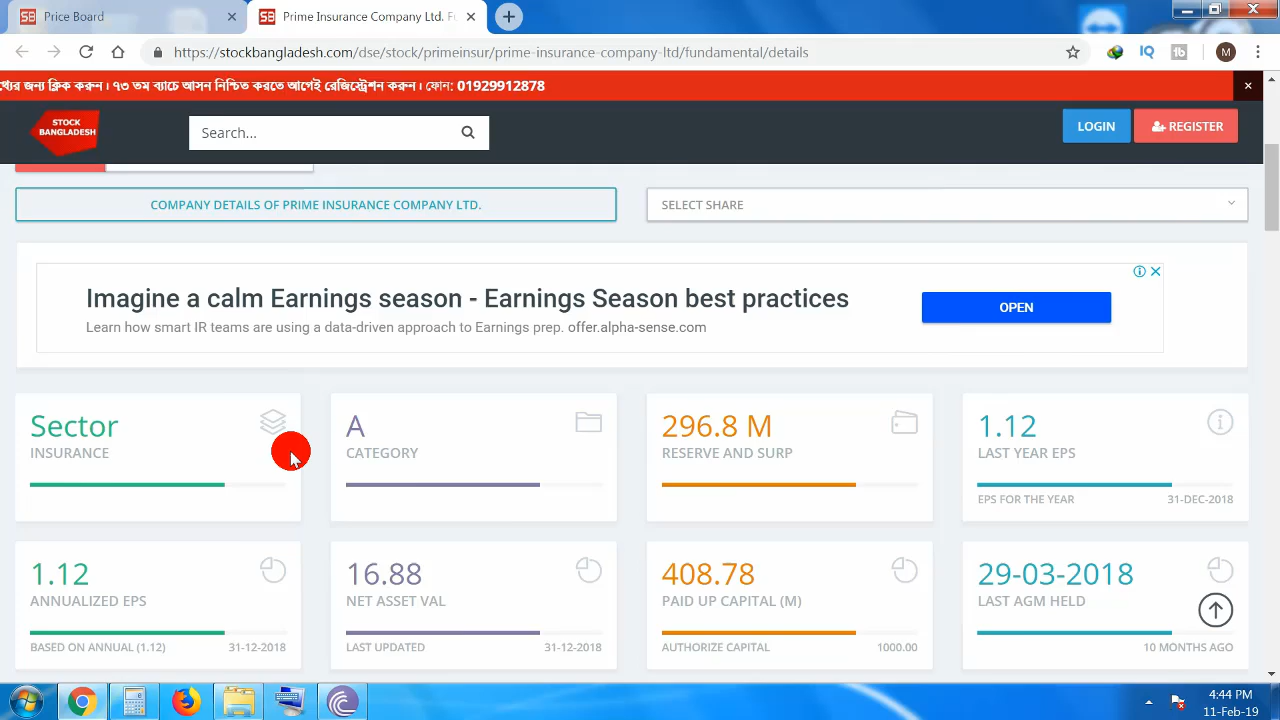 Price Board
Prime Insurance Company Ltd. Fu
https://stockbangladesh.com/dse/stock/primeinsur/prime-insurance-company-ltd/fundamental/details
IQ
M
থ্যের জন্য ক্লিক করুন। ৭৩ তম ব্যাচে আসন নিশ্চিত করতে আগেই রেজিস্ট্রেশন করুন। ফোন: 01929912878
STOCK
BANGLADESH
Search...
LOGIN
REGISTER
COMPANY DETAILS OF PRIME INSURANCE COMPANY LTD.
SELECT SHARE
Imagine a calm Earnings season - Earnings Season best practices
Learn how smart IR teams are using a data-driven approach to Earnings prep. offer.alpha-sense.com
OPEN
Sector
INSURANCE
A
CATEGORY
296.8 M
RESERVE AND SURP
1.12
LAST YEAR EPS
EPS FOR THE YEAR 31-DEC-2018
1.12
ANNUALIZED EPS
BASED ON ANNUAL (1.12) 31-12-2018
16.88
NET ASSET VAL
LAST UPDATED 31-12-2018
408.78
PAID UP CAPITAL (M)
AUTHORIZE CAPITAL 1000.00
29-03-2018
LAST AGM HELD
10 MONTHS AGO
4:44 PM
11-Feb-19